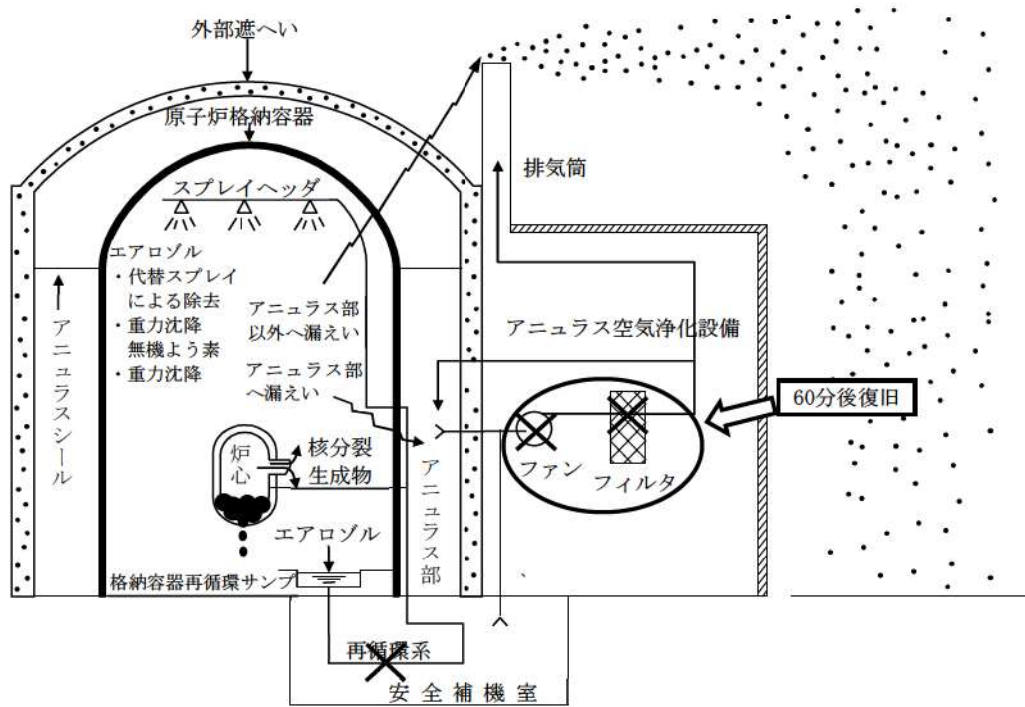 外部遮へい
原子炉格納容器
スプレイヘッダ
排気筒
エアロゾル
・代替スプレイ
による除去
・重力沈降
無機よう素
・重力沈降
アニュラス部
以外へ漏えい
アニュラス空気浄化設備
アニュラス部
へ漏えい
アニュラスシール
60分後復旧
炉心
核分裂
生成物
ファン
フィルタ
アニュラス部
エアロゾル
格納容器再循環サンプ
再循環系
安全補機室